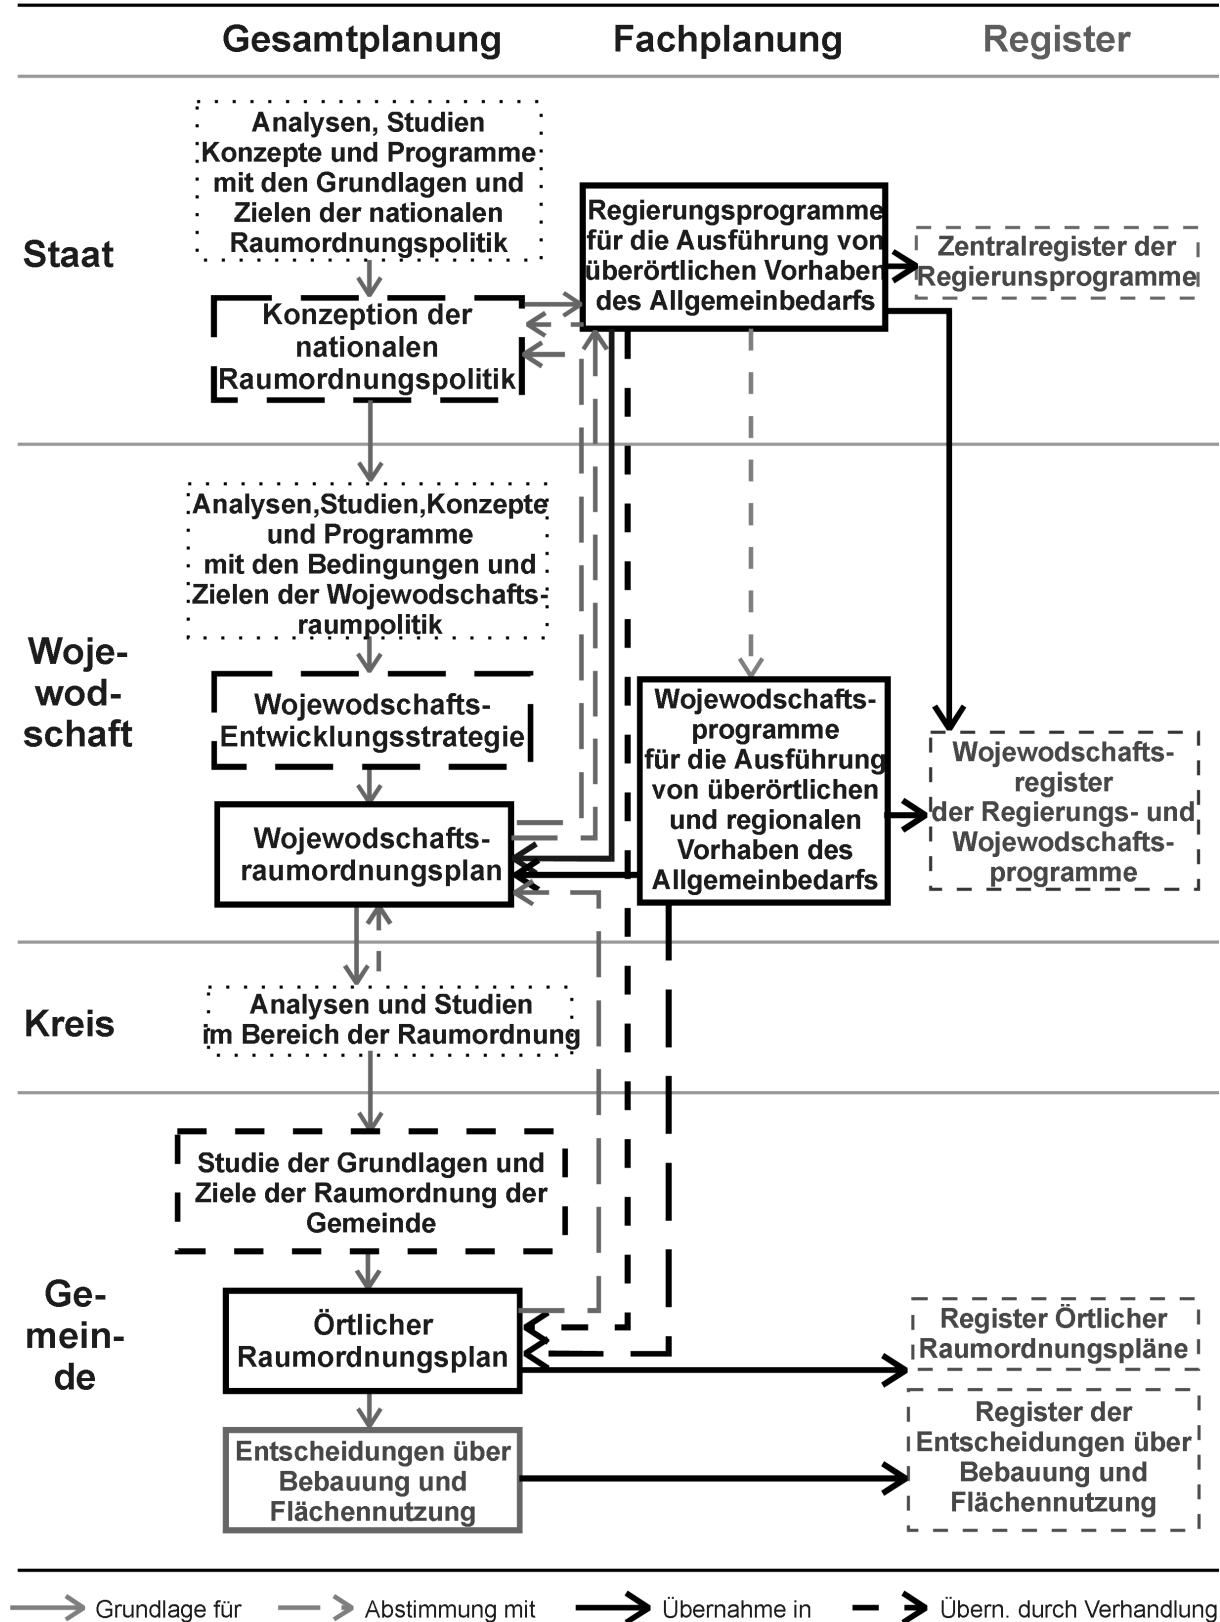 Gesamtplanung Fachplanung Register
Staat
Analysen, Studien
Konzepte und Programme
mit den Grundlagen und
Zielen der nationalen
Raumordnungspolitik
Konzeption der
nationalen
Raumordnungspolitik
Regierungsprogramme
für die Ausführung von
überörtlichen Vorhaben
des Allgemeinbedarfs
Zentralregister der
Regierunsprogramme
Woje-
wod-
schaft
Analysen,Studien,Konzepte
und Programme
mit den Bedingungen und
Zielen der Wojewodschafts-
raumpolitik
Wojewodschafts-
Entwicklungsstrategie
Wojewodschafts-
raumordnungsplan
Wojewodschafts-
programme
für die Ausführung
von überörtlichen
und regionalen
Vorhaben des
Allgemeinbedarfs
Wojewodschafts-
register
der Regierungs- und
Wojewodschafts-
programme
Kreis
Analysen und Studien
im Bereich der Raumordnung
Ge-
mein-
de
Studie der Grundlagen und
Ziele der Raumordnung der
Gemeinde
Örtlicher
Raumordnungsplan
Entscheidungen über
Bebauung und
Flächennutzung
Register Örtlicher
Raumordnungspläne
Register der
Entscheidungen über
Bebauung und
Flächennutzung
Grundlage für Abstimmung mit Übernahme in Übern. durch Verhandlung